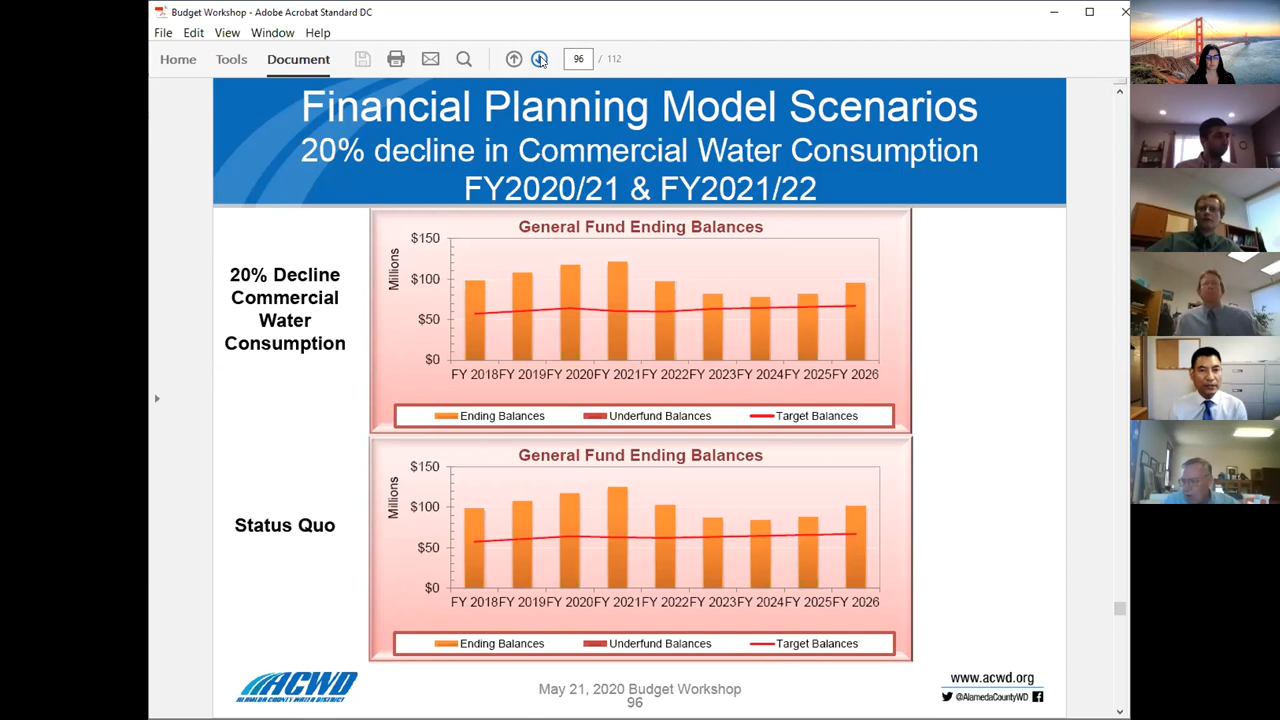 Budget Workshop - Adobe Acrobat Standard DC
File Edit View Window Help
Home Tools Document 96 / 112
Financial Planning Model Scenarios
20% decline in Commercial Water Consumption
FY2020/21 & FY2021/22
20% Decline
Commercial
Water
Consumption
General Fund Ending Balances
Millions
$150
$100
$50
$0
FY 2018 FY 2019 FY 2020 FY 2021 FY 2022 FY 2023 FY 2024 FY 2025 FY 2026
Ending Balances Underfund Balances Target Balances
Status Quo
General Fund Ending Balances
Millions
$150
$100
$50
$0
FY 2018 FY 2019 FY 2020 FY 2021 FY 2022 FY 2023 FY 2024 FY 2025 FY 2026
Ending Balances Underfund Balances Target Balances
ACWD
ALAMEDA COUNTY WATER DISTRICT
May 21, 2020 Budget Workshop
96
www.acwd.org
@AlamedaCountyWD